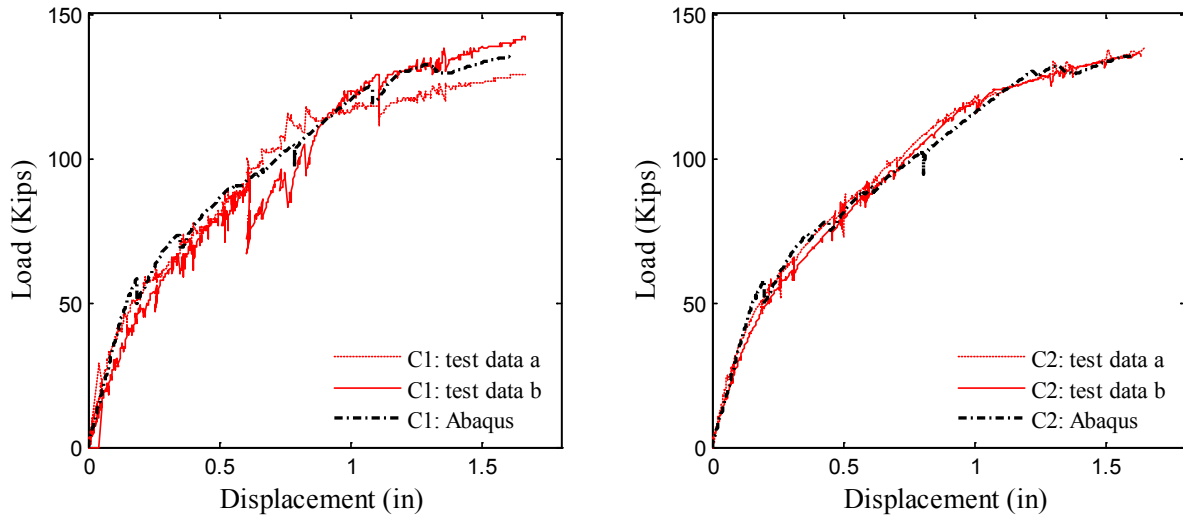 150
100
50
0
Load (Kips)
0
0.5
1
1.5
Displacement (in)
C1: test data a
C1: test data b
C1: Abaqus
150
100
50
0
Load (Kips)
0
0.5
1
1.5
Displacement (in)
C2: test data a
C2: test data b
C2: Abaqus